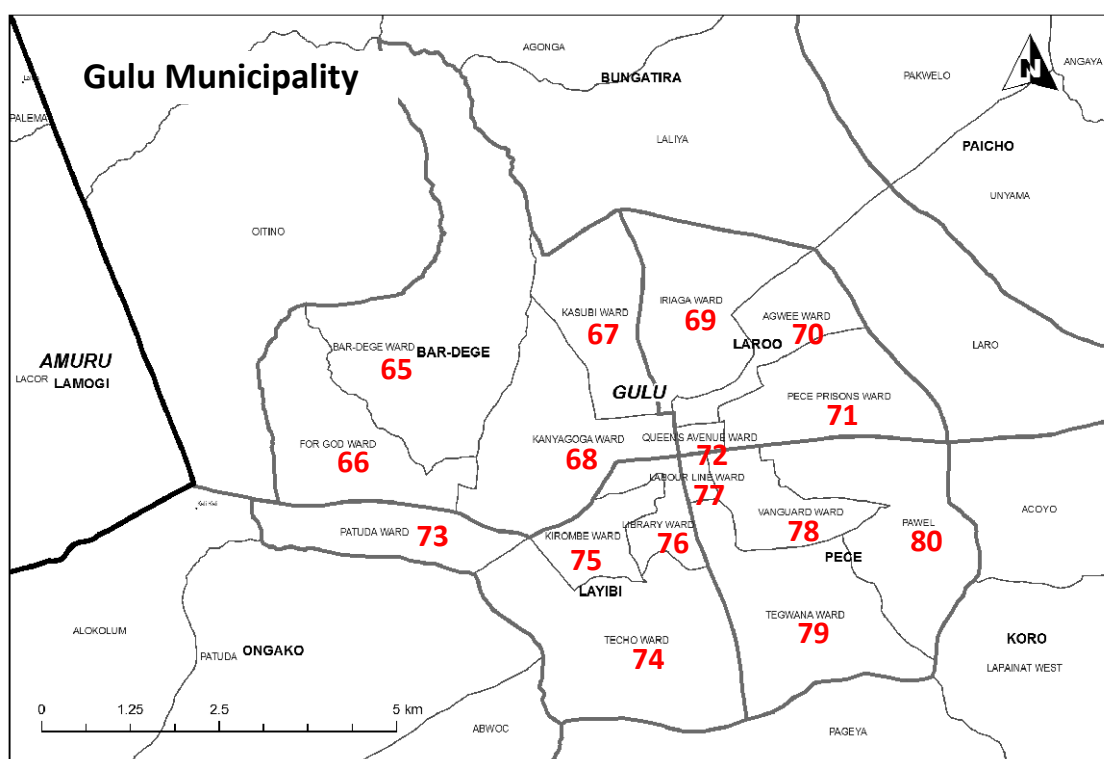 AGONGA
ANGAYA
Gulu Municipality
BUNGATIRA
N
PAKWELO
PALEMA
LALIYA
PAICHO
UNYAMA
OITINO
IRIAGA WARD
69
KASUBI WARD
67
AGWEE WARD
70
BAR-DEGE WARD
65
BAR-DEGE
LAROO
LARO
AMURU
LACOR
LAMOGI
GULU
PECE PRISONS WARD
71
FOR GOD WARD
66
KANYAGOGA WARD
68
QUEEN'S AVENUE WARD
72
LABOUR LINE WARD
77
PATUDA WARD
73
KIROMBE WARD
75
LIBRARY WARD
76
VANGUARD WARD
78
PAWEL
80
ACOYO
PECE
LAYIBI
TEGWANA WARD
79
ALOKOLUM
TECHO WARD
74
KORO
PATUDA
ONGAKO
LAPAINAT WEST
0
1.25
2.5
5 km
ABWOC
PAGEYA